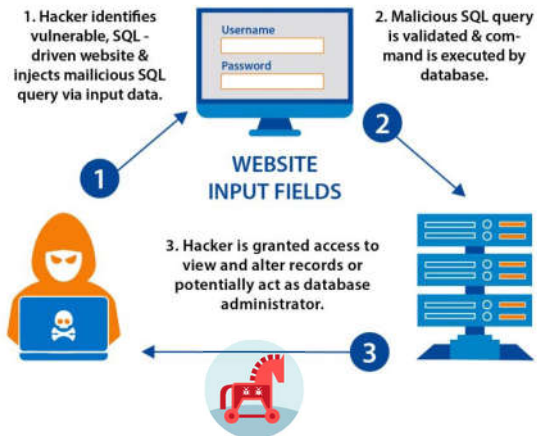 1. Hacker identifies
vulnerable, SQL -
driven website &
injects mailicious SQL
query via input data.
Username
Password
2. Malicious SQL query
is validated & com-
mand is executed by
database.
1
2
WEBSITE
INPUT FIELDS
3. Hacker is granted access to
view and alter records or
potentially act as database
administrator.
3